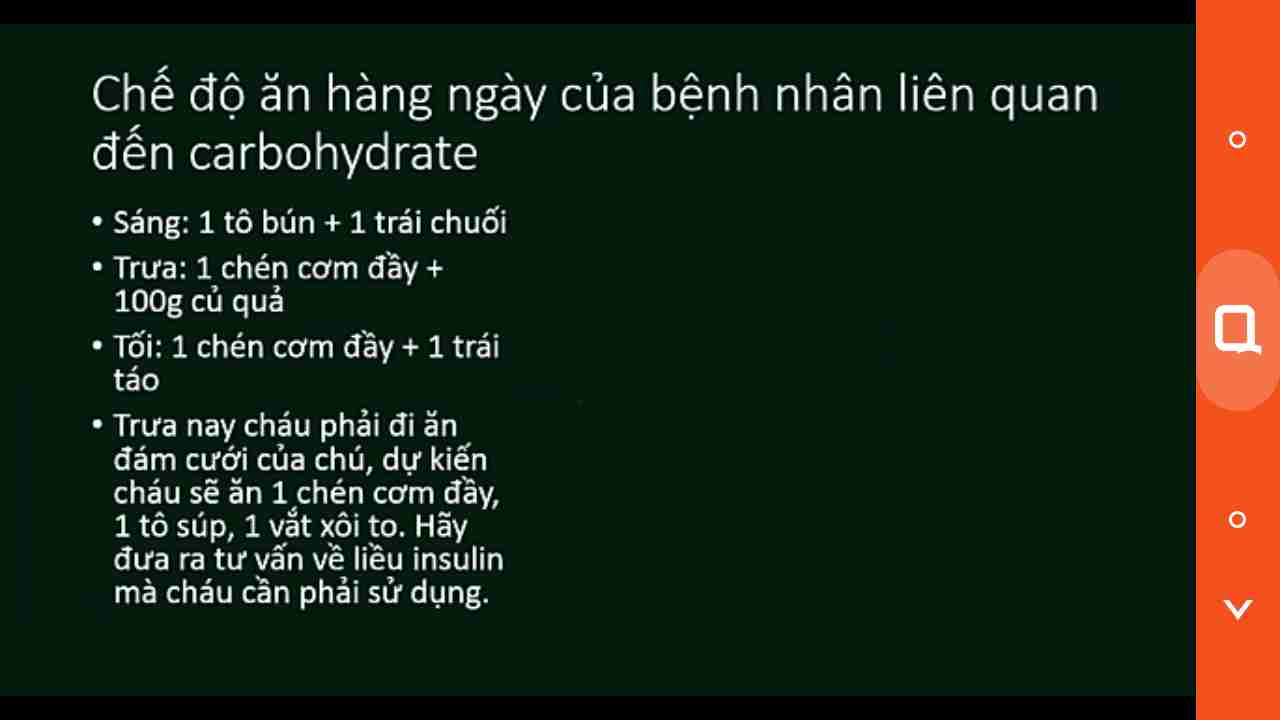 Chế độ ăn hàng ngày của bệnh nhân liên quan
đến carbohydrate
• Sáng: 1 tô bún + 1 trái chuối
• Trưa: 1 chén cơm đầy +
100g củ quả
• Tối: 1 chén cơm đầy + 1 trái
táo
• Trưa nay cháu phải đi ăn
đám cưới của chú, dự kiến
cháu sẽ ăn 1 chén cơm đầy,
1 tô súp, 1 vắt xôi to. Hãy
đưa ra tư vấn về liều insulin
mà cháu cần phải sử dụng.